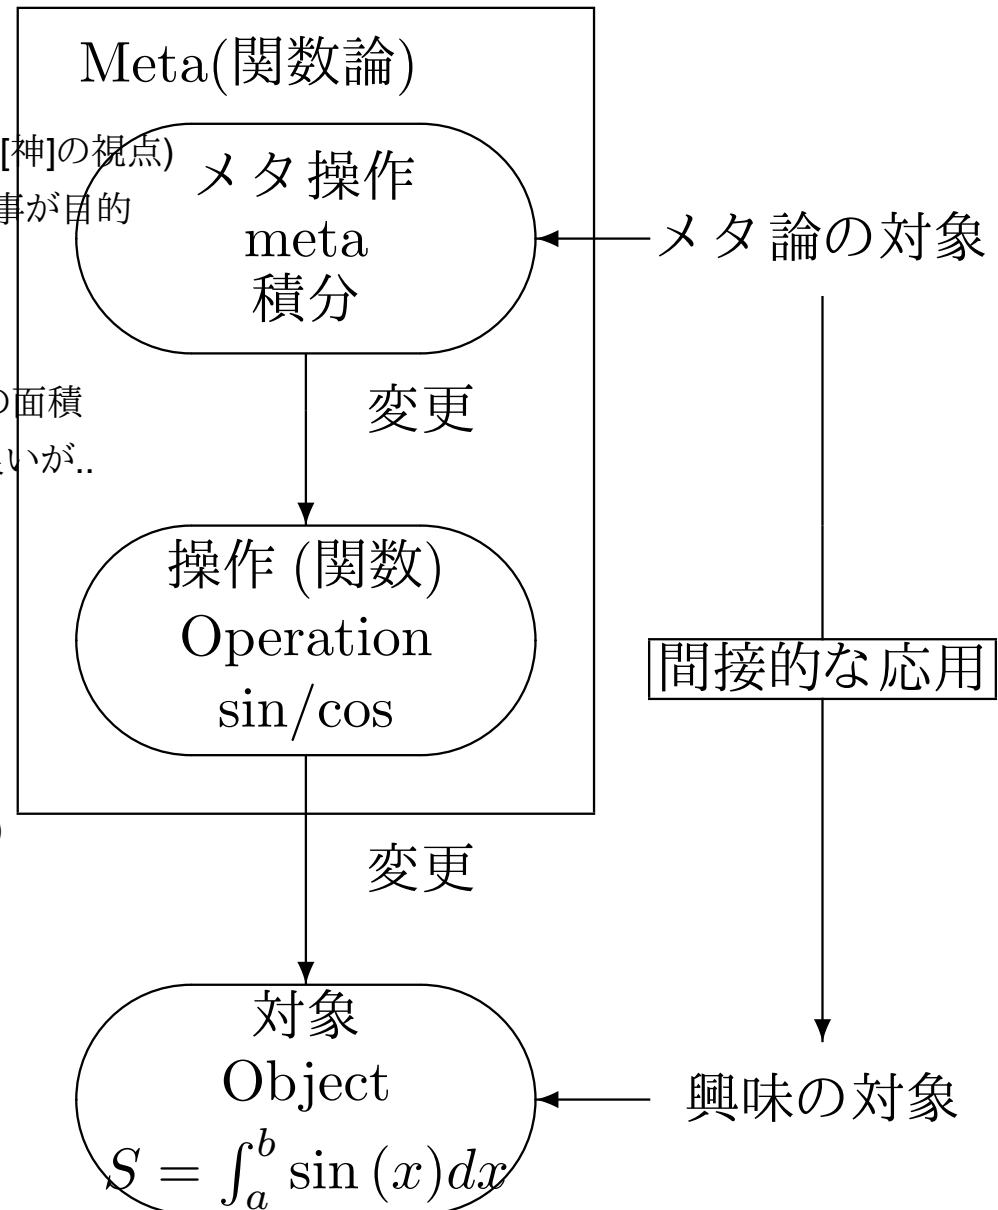 Meta(関数論)
[神]の視点)
メタ操作
事が目的
meta
メタ論の対象
積分
の面積
変更
いが..
操作 (関数)
Operation
間接的な応用
sin/cos
)
変更
対象
Object
興味の対象
S = ∫_a^b sin (x)dx